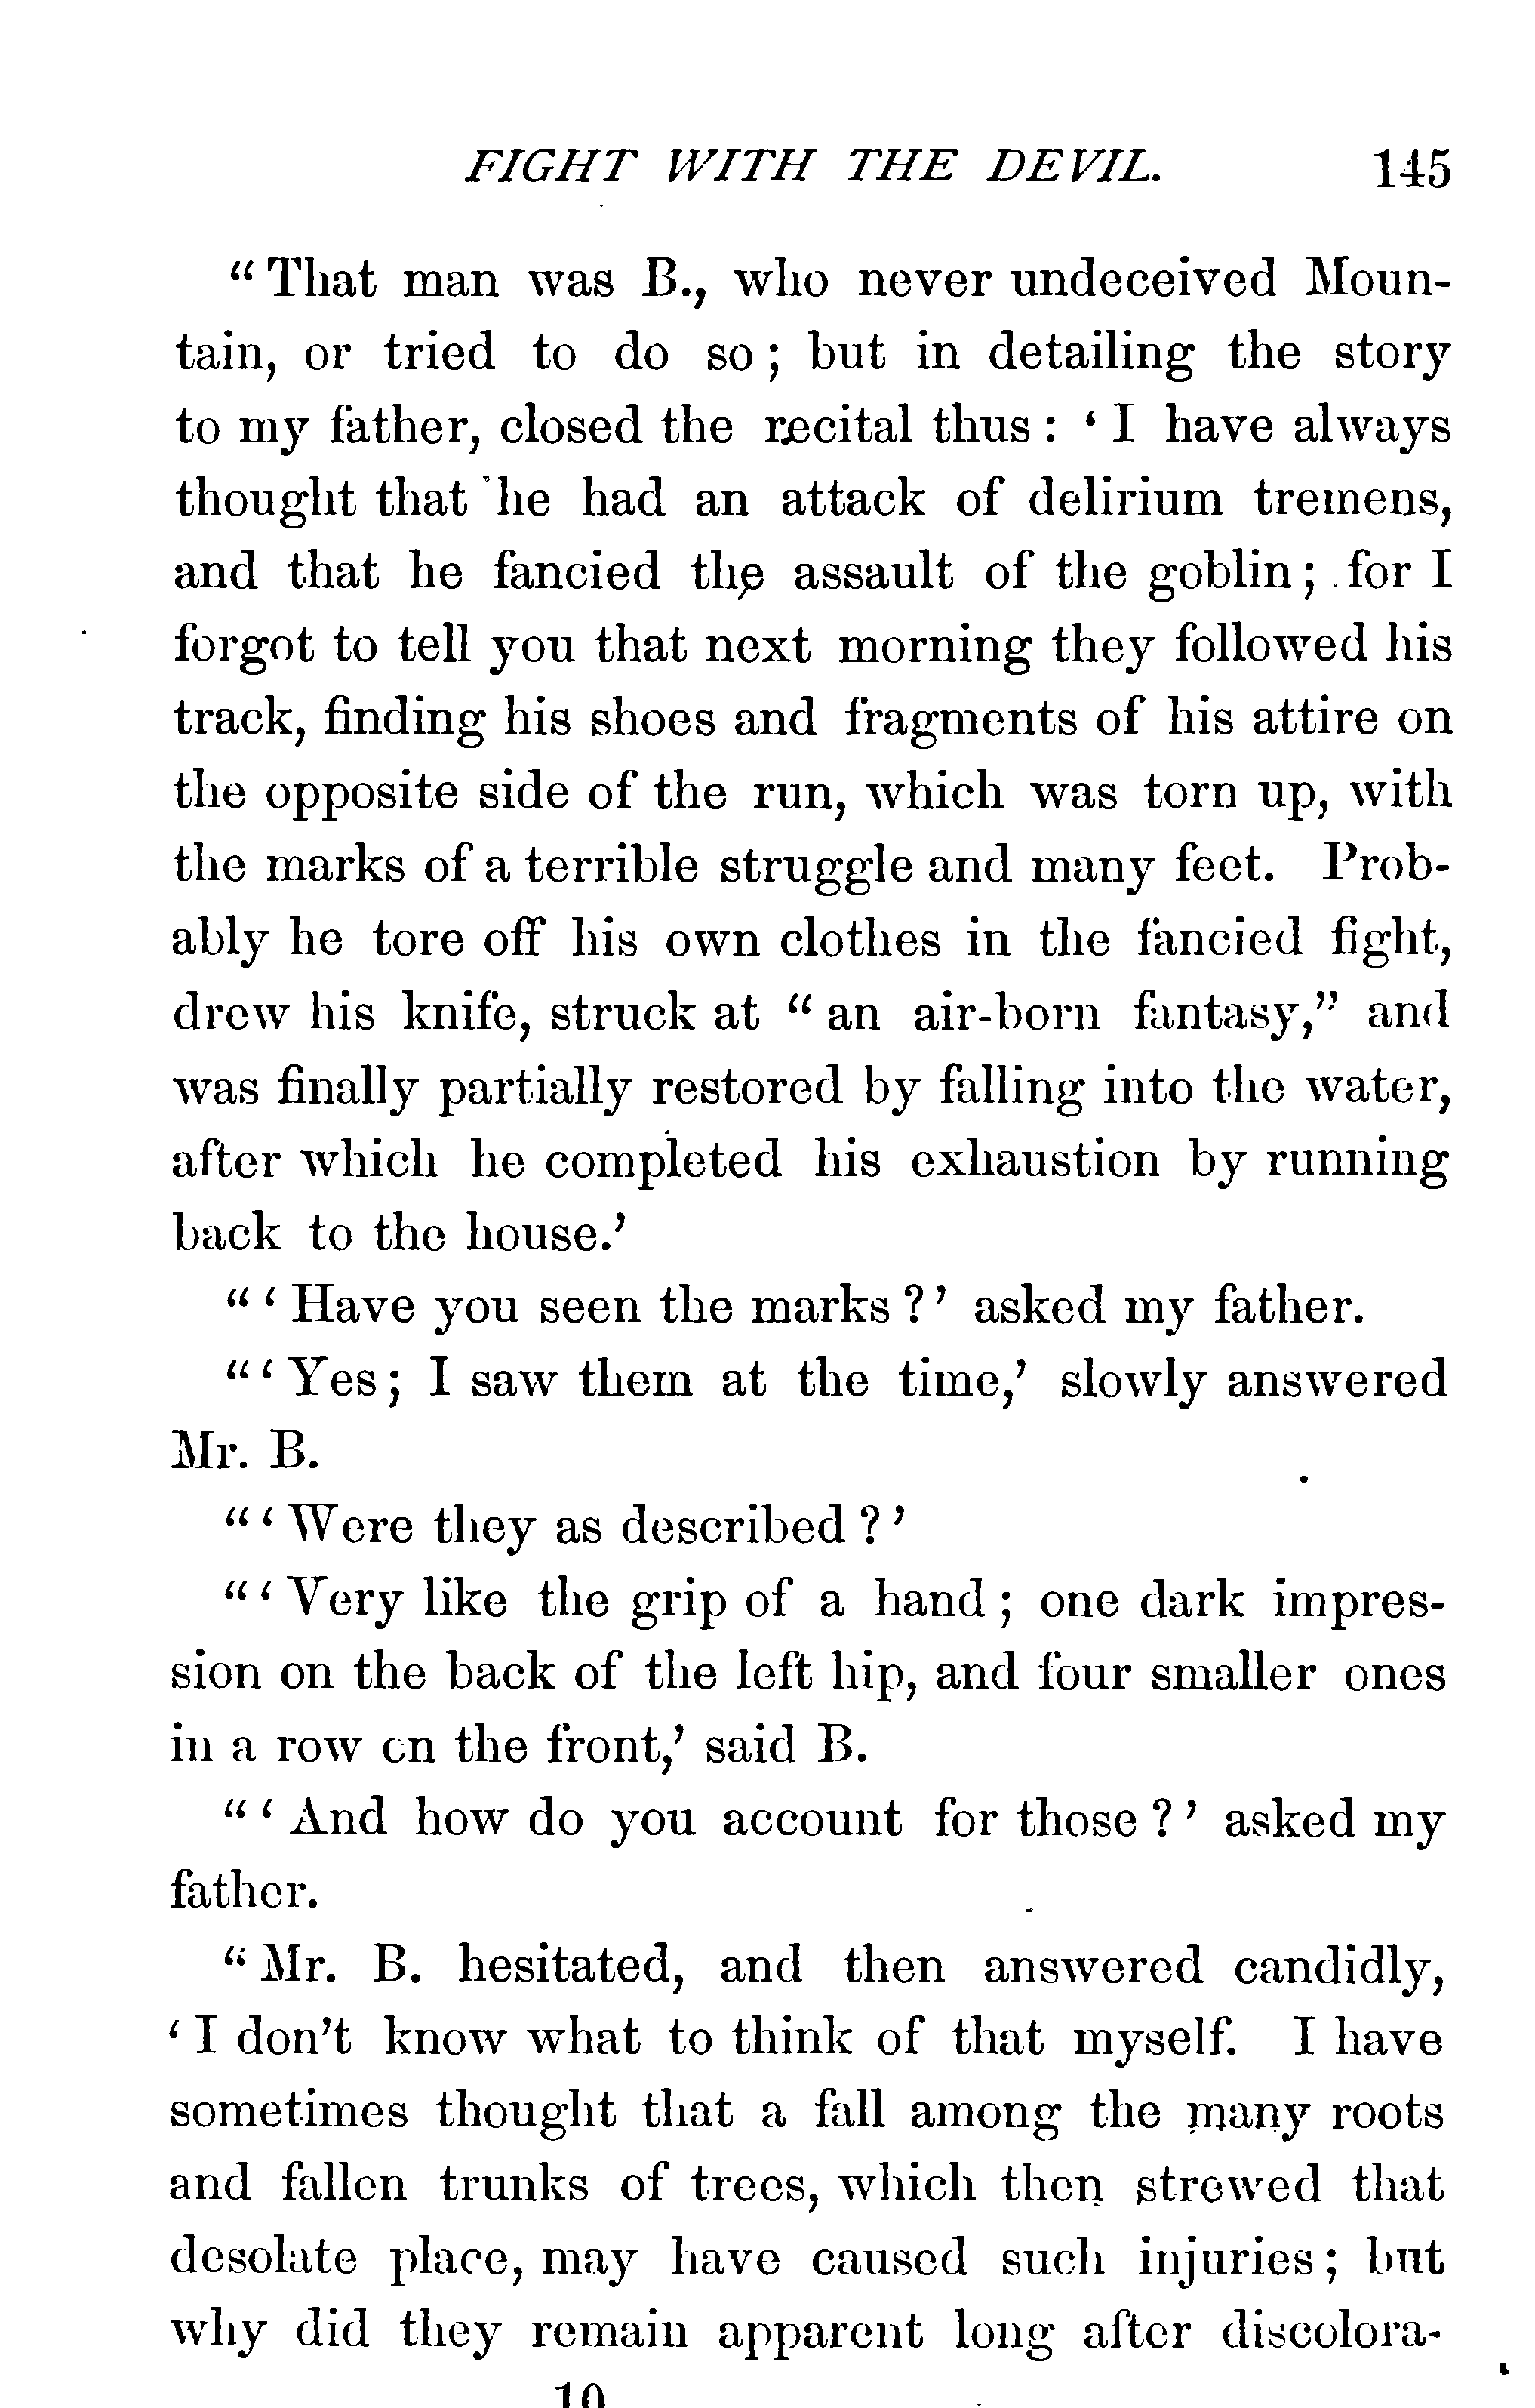 FIGHT WITH THE DEVIL. 145
"That man was B., who never undeceived Moun-
tain, or tried to do so; but in detailing the story
to my father, closed the recital thus: 'I have always
thought that he had an attack of delirium tremens,
and that he fancied the assault of the goblin; for I
forgot to tell you that next morning they followed his
track, finding his shoes and fragments of his attire on
the opposite side of the run, which was torn up, with
the marks of a terrible struggle and many feet. Prob-
ably he tore off his own clothes in the fancied fight,
drew his knife, struck at "an air-born fantasy," and
was finally partially restored by falling into the water,
after which he completed his exhaustion by running
back to the house.'
"'Have you seen the marks?' asked my father.
"'Yes; I saw them at the time,' slowly answered
Mr. B.
"'Were they as described?'
"'Very like the grip of a hand; one dark impres-
sion on the back of the left hip, and four smaller ones
in a row on the front,' said B.
"'And how do you account for those?' asked my
father.
"Mr. B. hesitated, and then answered candidly,
'I don't know what to think of that myself. I have
sometimes thought that a fall among the many roots
and fallen trunks of trees, which then strewed that
desolate place, may have caused such injuries; but
why did they remain apparent long after discolora-
10